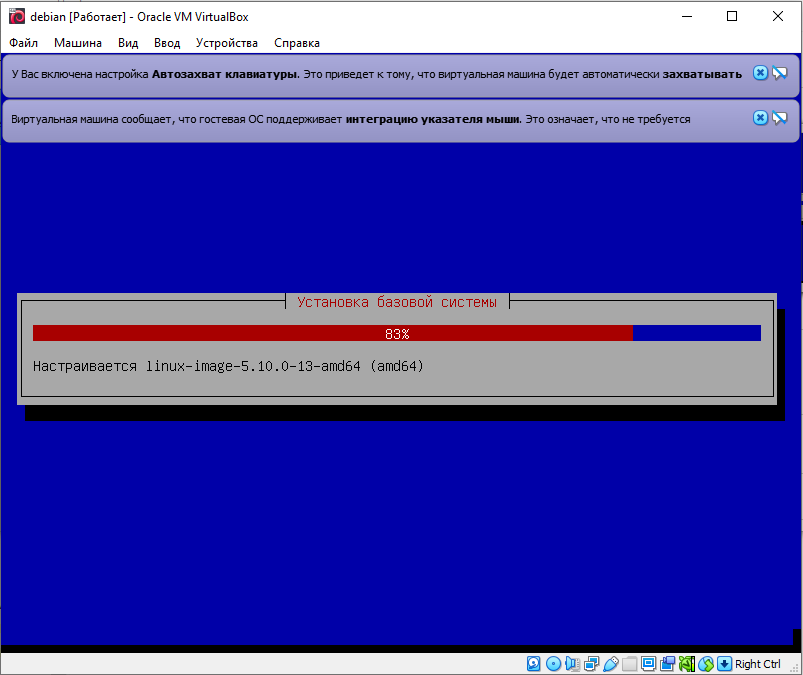 debian [Работает] - Oracle VM VirtualBox
Файл Машина Вид Ввод Устройства Справка
У Вас включена настройка Автозахват клавиатуры. Это приведет к тому, что виртуальная машина будет автоматически захватывать
Виртуальная машина сообщает, что гостевая ОС поддерживает интеграцию указателя мыши. Это означает, что не требуется
Установка базовой системы
83%
Настраивается linux-image-5.10.0-13-amd64 (amd64)
Right Ctrl